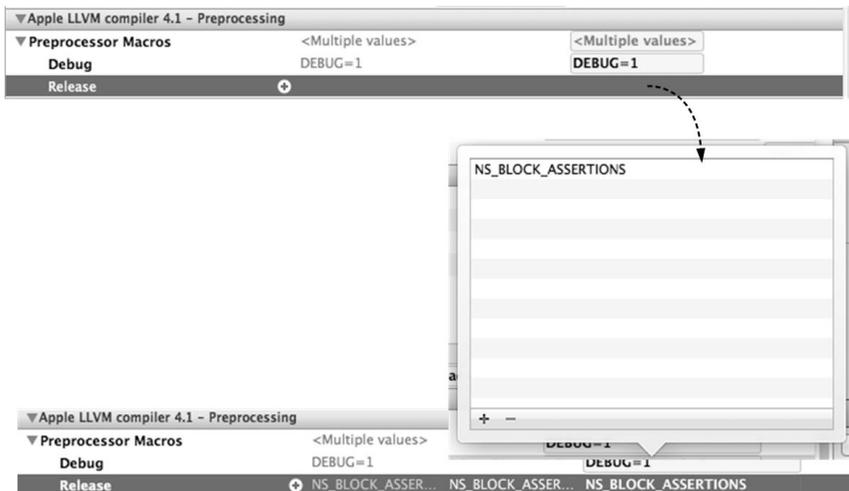 Apple LLVM compiler 4.1 – Preprocessing
Preprocessor Macros <Multiple values> <Multiple values>
Debug DEBUG=1 DEBUG=1
Release
NS_BLOCK_ASSERTIONS
Apple LLVM compiler 4.1 – Preprocessing
Preprocessor Macros <Multiple values> DEBUG=1
Debug DEBUG=1 DEBUG=1
Release NS_BLOCK_ASSER... NS_BLOCK_ASSER... NS_BLOCK_ASSERTIONS